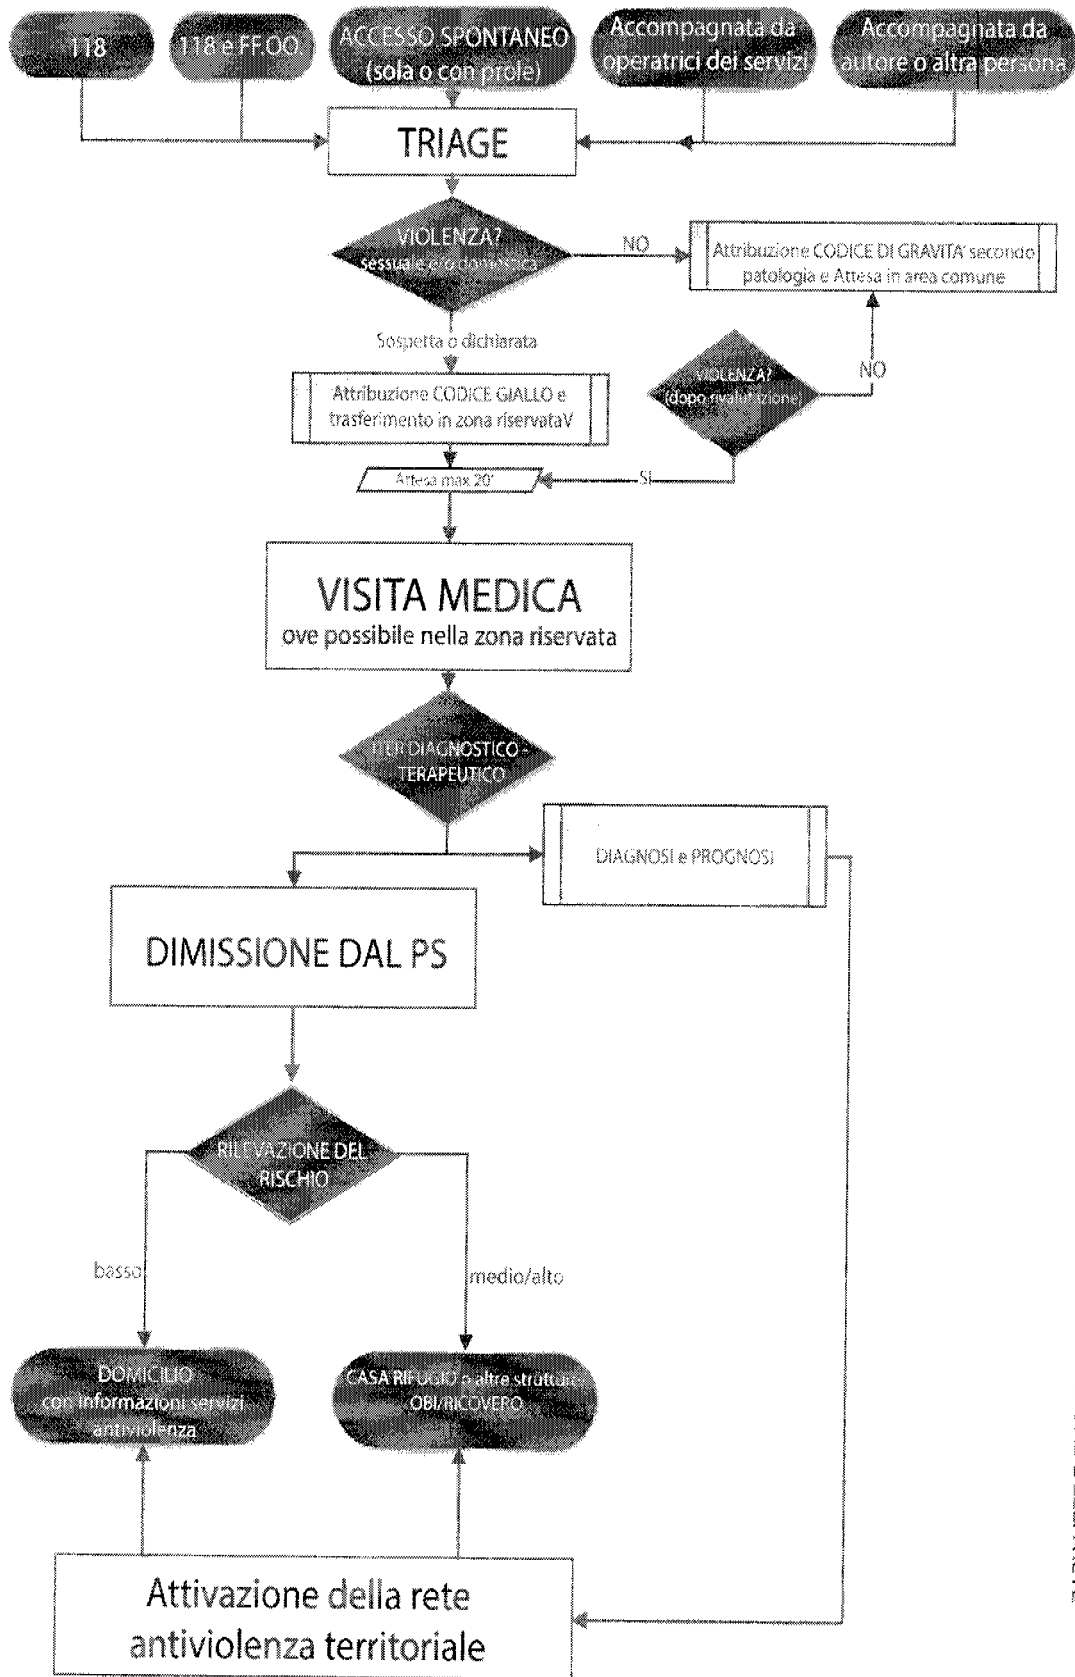 118
118 e FF.OO.
ACCESSO SPONTANEO
(sola o con prole)
Accompagnata da
operatrici dei servizi
Accompagnata da
autore o altra persona
TRIAGE
VIOLENZA?
sessuale e/o domestica
NO
Attribuzione CODICE DI GRAVITA' secondo
patologia e Attesa in area comune
Sospetta o dichiarata
VIOLENZA?
(dopo rivalutazione)
NO
Attribuzione CODICE GIALLO e
trasferimento in zona riservataV
Attesa max 20'
SI
VISITA MEDICA
ove possibile nella zona riservata
ITER DIAGNOSTICO -
TERAPEUTICO
DIAGNOSI e PROGNOSI
DIMISSIONE DAL PS
RILEVAZIONE DEL
RISCHIO
basso
medio/alto
DOMICILIO
con informazioni servizi
antiviolenza
CASA RIFUGIO o altre strutture
OBI/RICOVERO
Attivazione della rete
antiviolenza territoriale